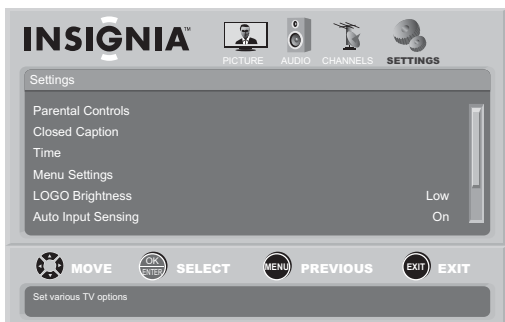 INSIGNIA™
PICTURE AUDIO CHANNELS SETTINGS
Settings
Parental Controls
Closed Caption
Time
Menu Settings
LOGO Brightness Low
Auto Input Sensing On
MOVE OK ENTER SELECT MENU PREVIOUS EXIT EXIT
Set various TV options